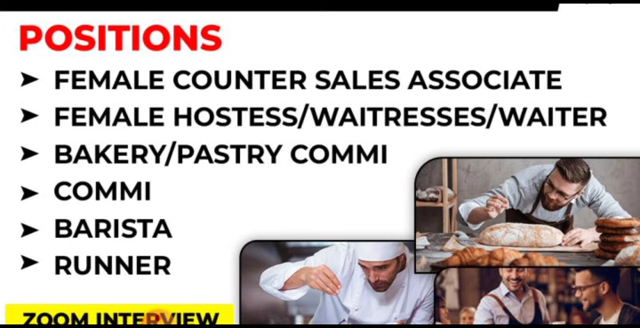 POSITIONS
➤ FEMALE COUNTER SALES ASSOCIATE
➤ FEMALE HOSTESS/WAITRESSES/WAITER
➤ BAKERY/PASTRY COMMI
➤ COMMI
➤ BARISTA
➤ RUNNER
ZOOM INTERVIEW